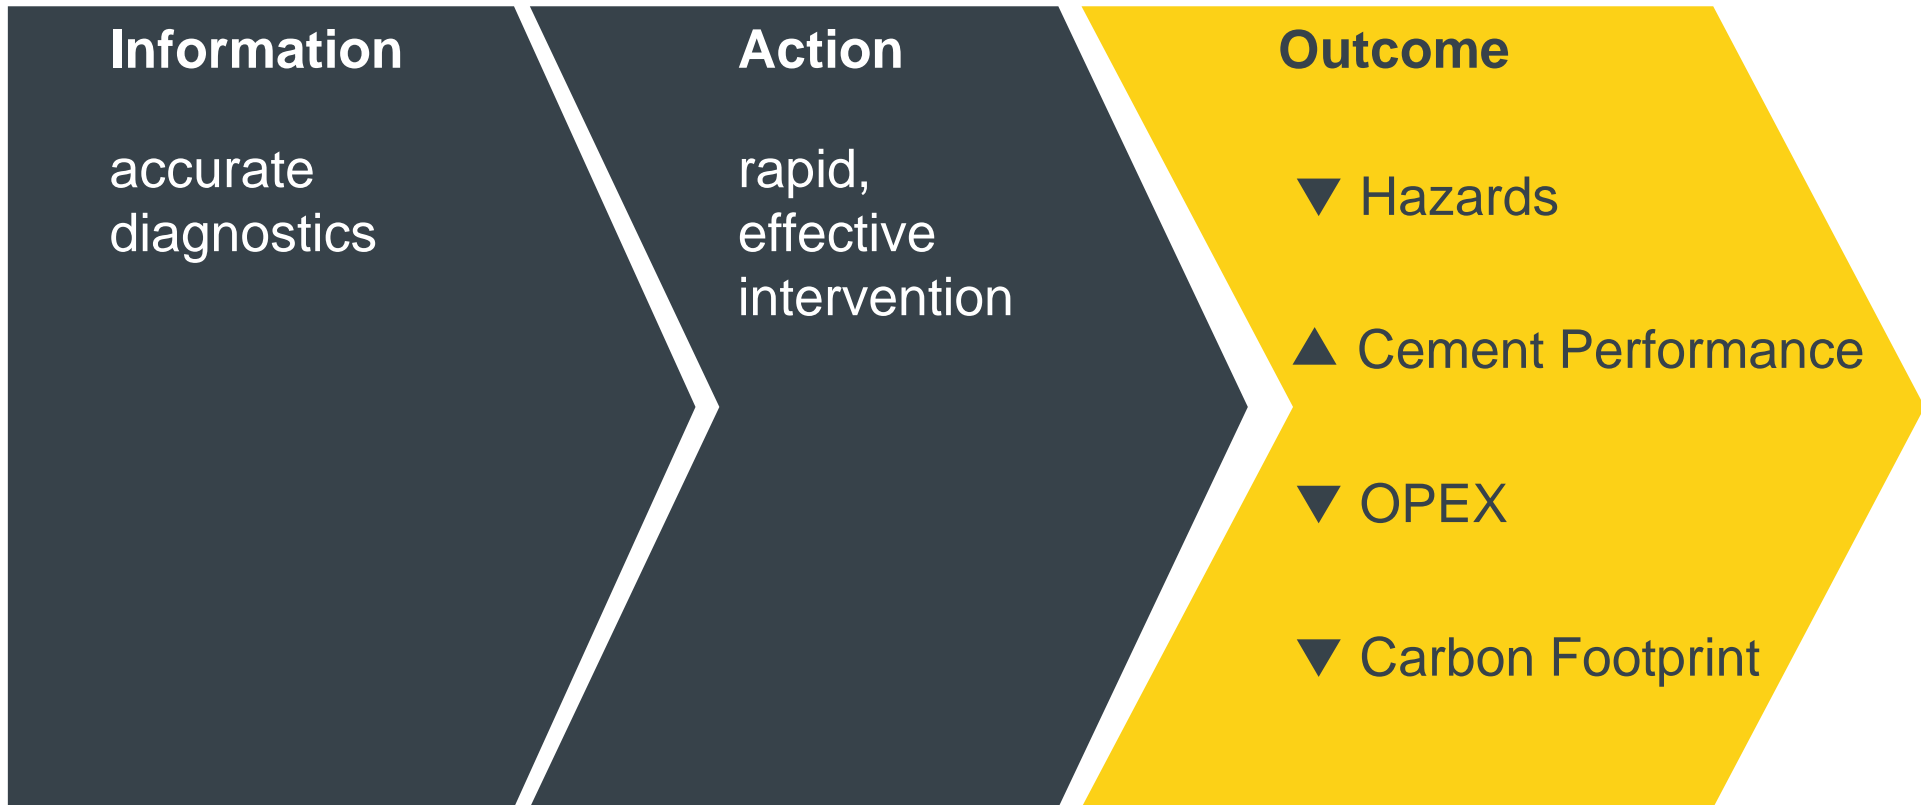 Information
accurate
diagnostics
Action
rapid,
effective
intervention
Outcome
▼ Hazards
▲ Cement Performance
▼ OPEX
▼ Carbon Footprint